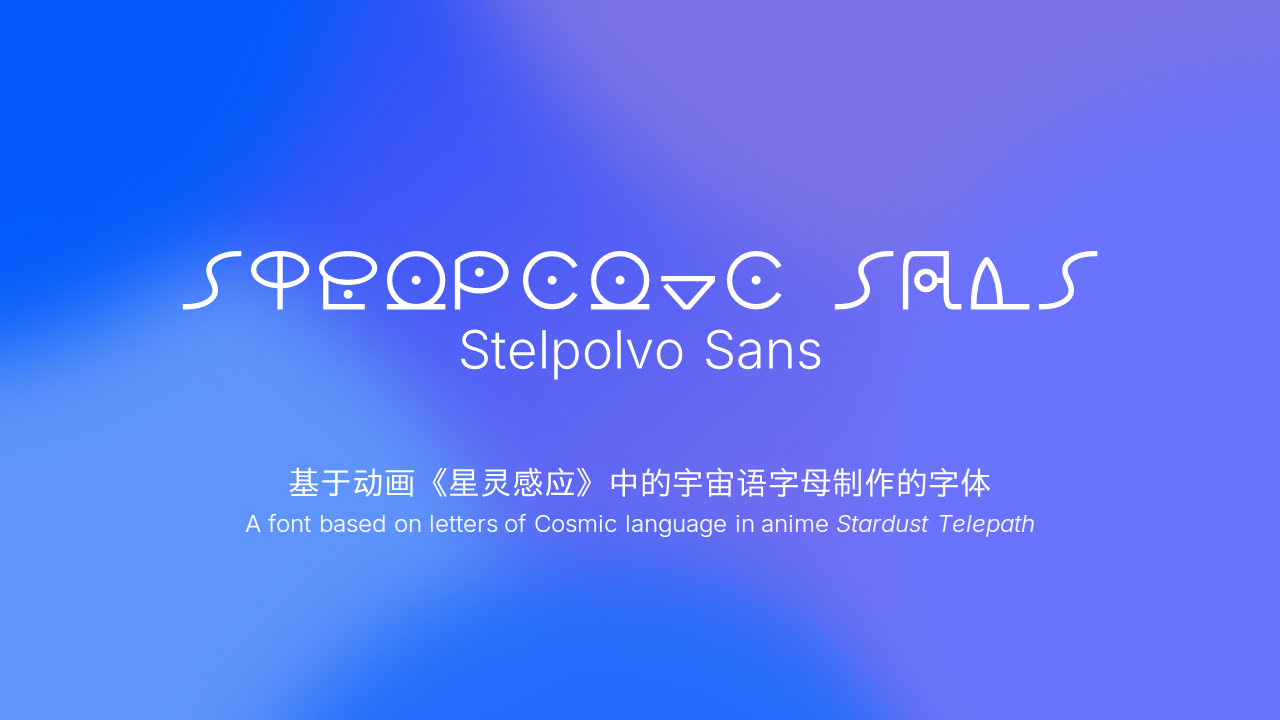 Stelpolvo Sans
基于动画《星灵感应》中的宇宙语字母制作的字体
A font based on letters of Cosmic language in anime Stardust Telepath